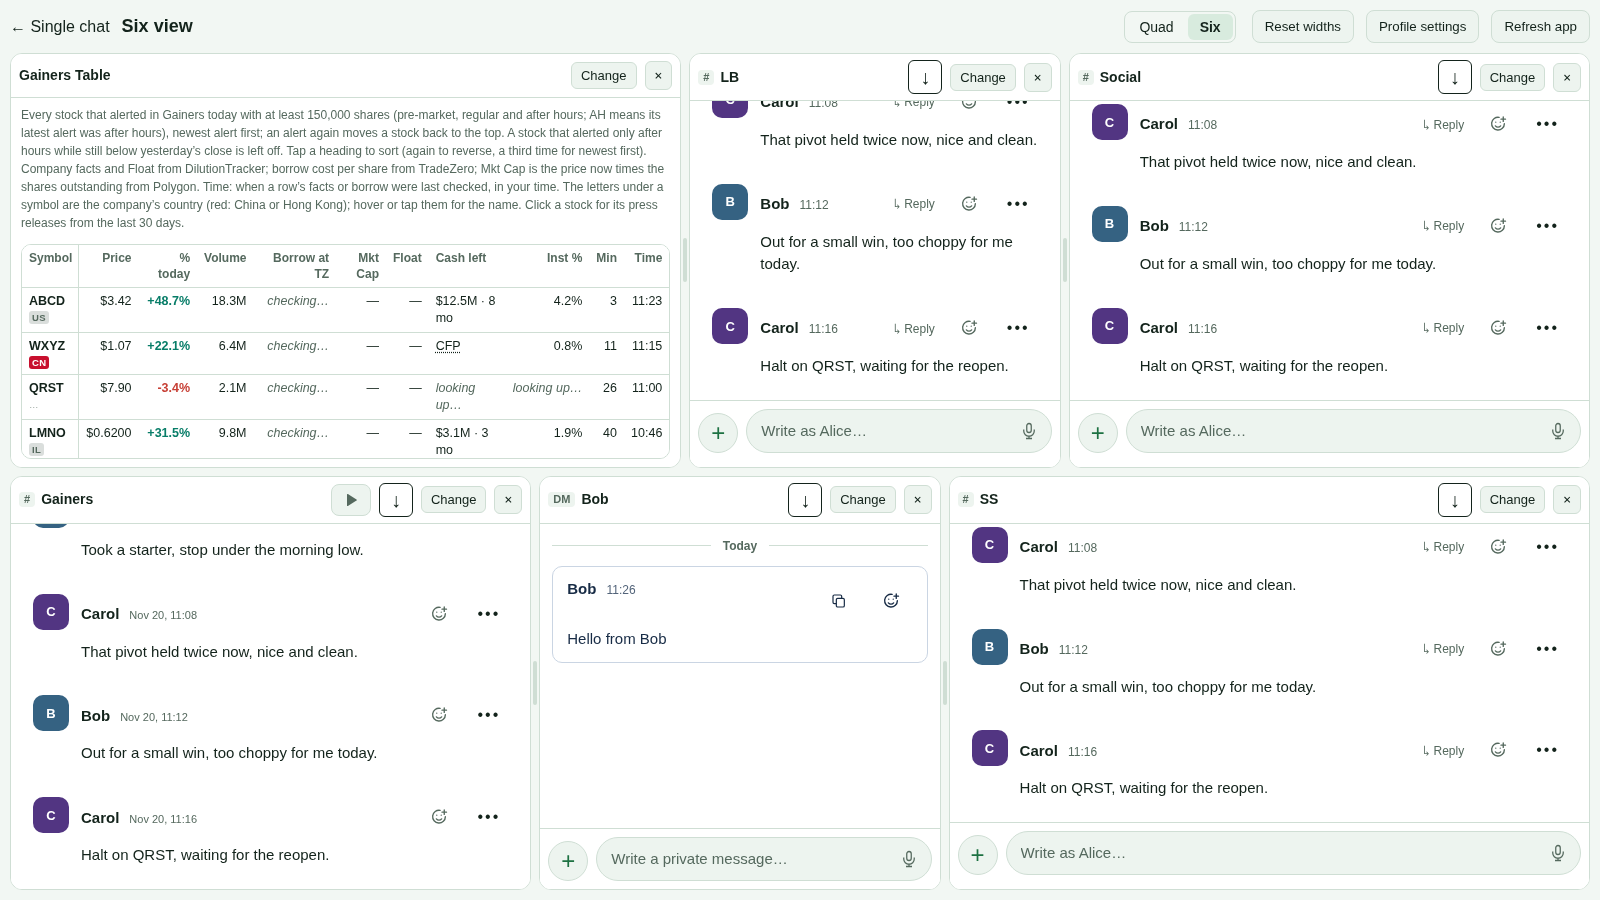 ← Single chat Six view Quad Six Reset widths Profile settings Refresh app
Gainers Table Change ×
Every stock that alerted in Gainers today with at least 150,000 shares (pre-market, regular and after hours; AH means its
latest alert was after hours), newest alert first; an alert again moves a stock back to the top. A stock that alerted only after
hours while still below yesterday’s close is left off. Tap a heading to sort (again to reverse, a third time for newest first).
Company facts and Float from DilutionTracker; borrow cost per share from TradeZero; Mkt Cap is the price now times the
shares outstanding from Polygon. Time: when a row’s facts or borrow were last checked, in your time. The letters under a
symbol are the company’s country (red: China or Hong Kong); hover or tap them for the name. Click a stock for its press
releases from the last 30 days.
Symbol Price % today Volume Borrow at TZ Mkt Cap Float Cash left Inst % Min Time
ABCD $3.42 +48.7% 18.3M checking… — — $12.5M · 8 mo 4.2% 3 11:23
US
WXYZ $1.07 +22.1% 6.4M checking… — — CFP 0.8% 11 11:15
CN
QRST $7.90 -3.4% 2.1M checking… — — looking up… looking up… 26 11:00
…
LMNO $0.6200 +31.5% 9.8M checking… — — $3.1M · 3 mo 1.9% 40 10:46
IL
# LB ↓ Change ×
C Carol 11:08 ↳ Reply •••
That pivot held twice now, nice and clean.
B Bob 11:12 ↳ Reply •••
Out for a small win, too choppy for me
today.
C Carol 11:16 ↳ Reply •••
Halt on QRST, waiting for the reopen.
+ Write as Alice…
# Social ↓ Change ×
C Carol 11:08 ↳ Reply •••
That pivot held twice now, nice and clean.
B Bob 11:12 ↳ Reply •••
Out for a small win, too choppy for me today.
C Carol 11:16 ↳ Reply •••
Halt on QRST, waiting for the reopen.
+ Write as Alice…
# Gainers ↓ Change ×
Took a starter, stop under the morning low.
C Carol Nov 20, 11:08 •••
That pivot held twice now, nice and clean.
B Bob Nov 20, 11:12 •••
Out for a small win, too choppy for me today.
C Carol Nov 20, 11:16 •••
Halt on QRST, waiting for the reopen.
DM Bob ↓ Change ×
Today
Bob 11:26
Hello from Bob
+ Write a private message…
# SS ↓ Change ×
C Carol 11:08 ↳ Reply •••
That pivot held twice now, nice and clean.
B Bob 11:12 ↳ Reply •••
Out for a small win, too choppy for me today.
C Carol 11:16 ↳ Reply •••
Halt on QRST, waiting for the reopen.
+ Write as Alice…